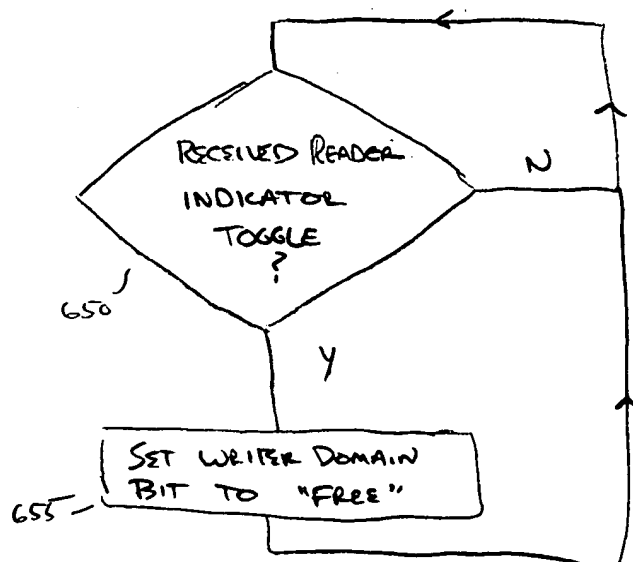 RECEIVED READER
INDICATOR
TOGGLE
?
N
650
Y
SET WRITER DOMAIN
BIT TO "FREE"
655